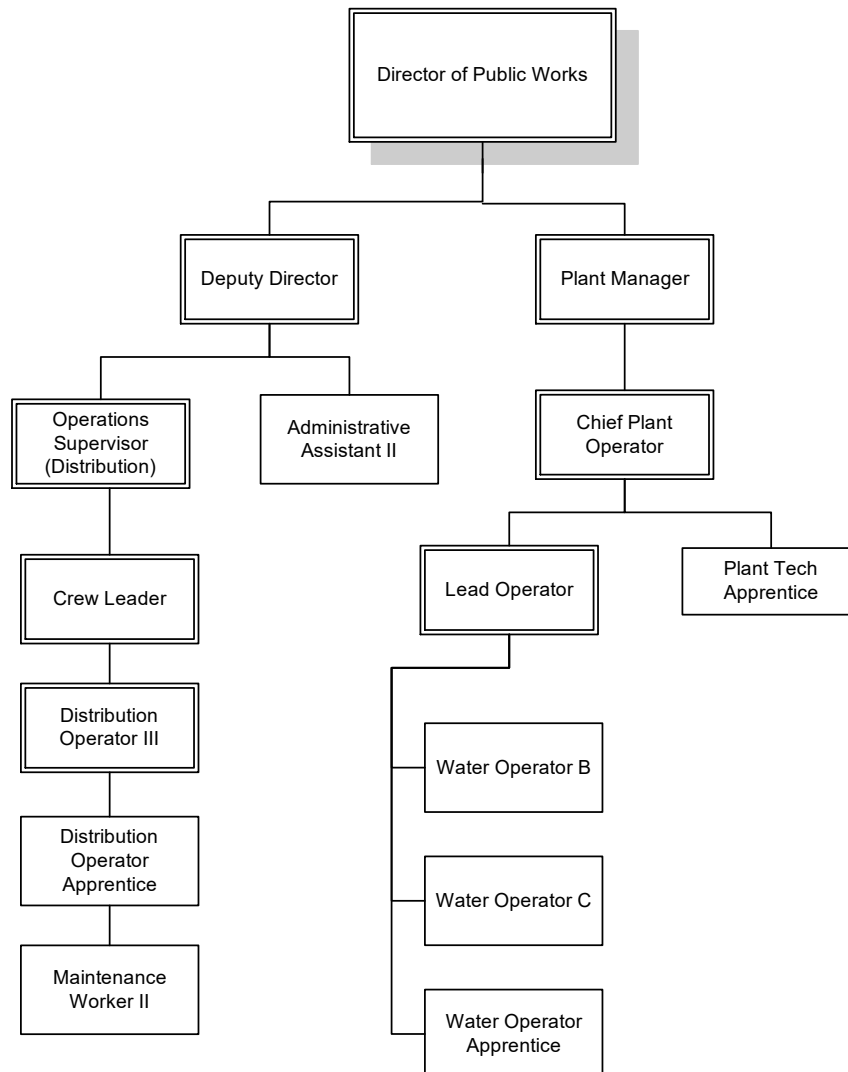 Director of Public Works
Deputy Director
Plant Manager
Operations
Supervisor
(Distribution)
Administrative
Assistant II
Chief Plant
Operator
Crew Leader
Lead Operator
Plant Tech
Apprentice
Distribution
Operator III
Water Operator B
Distribution
Operator
Apprentice
Water Operator C
Maintenance
Worker II
Water Operator
Apprentice